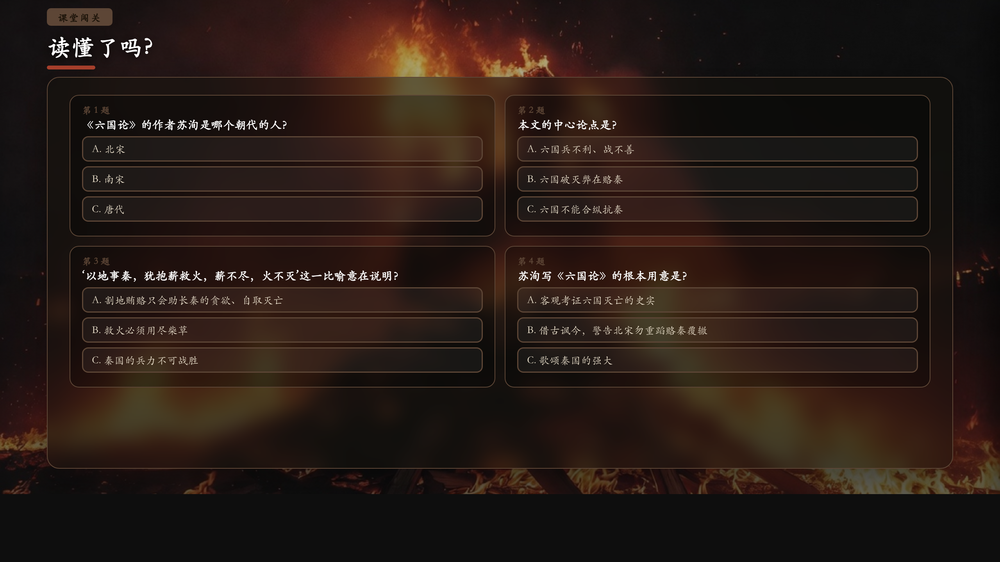 课堂闯关
读懂了吗?
第 1 题
《六国论》的作者苏洵是哪个朝代的人?
A. 北宋
B. 南宋
C. 唐代
第 2 题
本文的中心论点是?
A. 六国兵不利、战不善
B. 六国破灭弊在赂秦
C. 六国不能合纵抗秦
第 3 题
‘以地事秦，犹抱薪救火，薪不尽，火不灭’这一比喻意在说明?
A. 割地贿赂只会助长秦的贪欲、自取灭亡
B. 救火必须用尽柴草
C. 秦国的兵力不可战胜
第 4 题
苏洵写《六国论》的根本用意是?
A. 客观考证六国灭亡的史实
B. 借古讽今，警告北宋勿重蹈赂秦覆辙
C. 歌颂秦国的强大